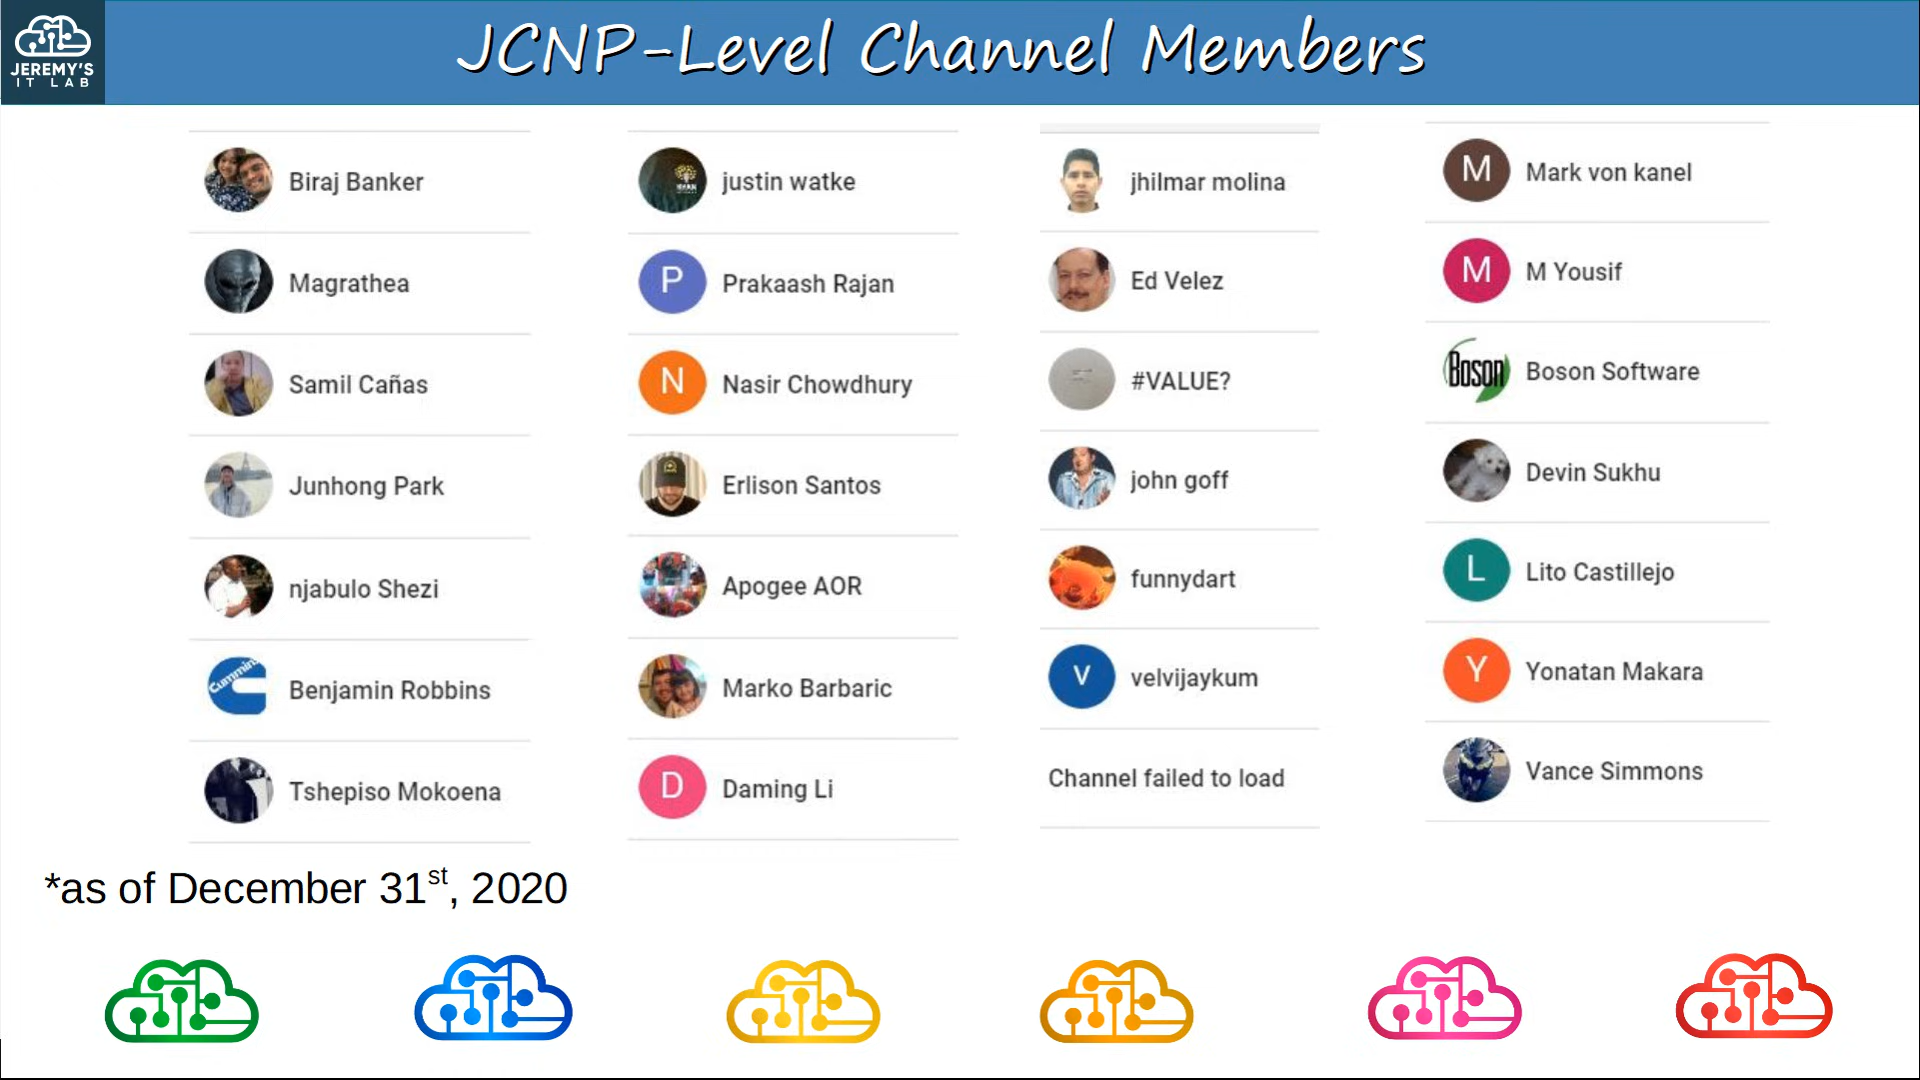 JEREMY'S
IT LAB
JCNP-Level Channel Members
Biraj Banker
Magrathea
Samil Cañas
Junhong Park
njabulo Shezi
Cummins
Benjamin Robbins
Tshepiso Mokoena
justin watke
P
Prakaash Rajan
N
Nasir Chowdhury
Erlison Santos
Apogee AOR
Marko Barbaric
D
Daming Li
jhilmar molina
Ed Velez
#VALUE?
john goff
funnydart
V
velvijaykum
Channel failed to load
M
Mark von kanel
M
M Yousif
Boson
Boson Software
Devin Sukhu
L
Lito Castillejo
Y
Yonatan Makara
Vance Simmons
*as of December 31st, 2020